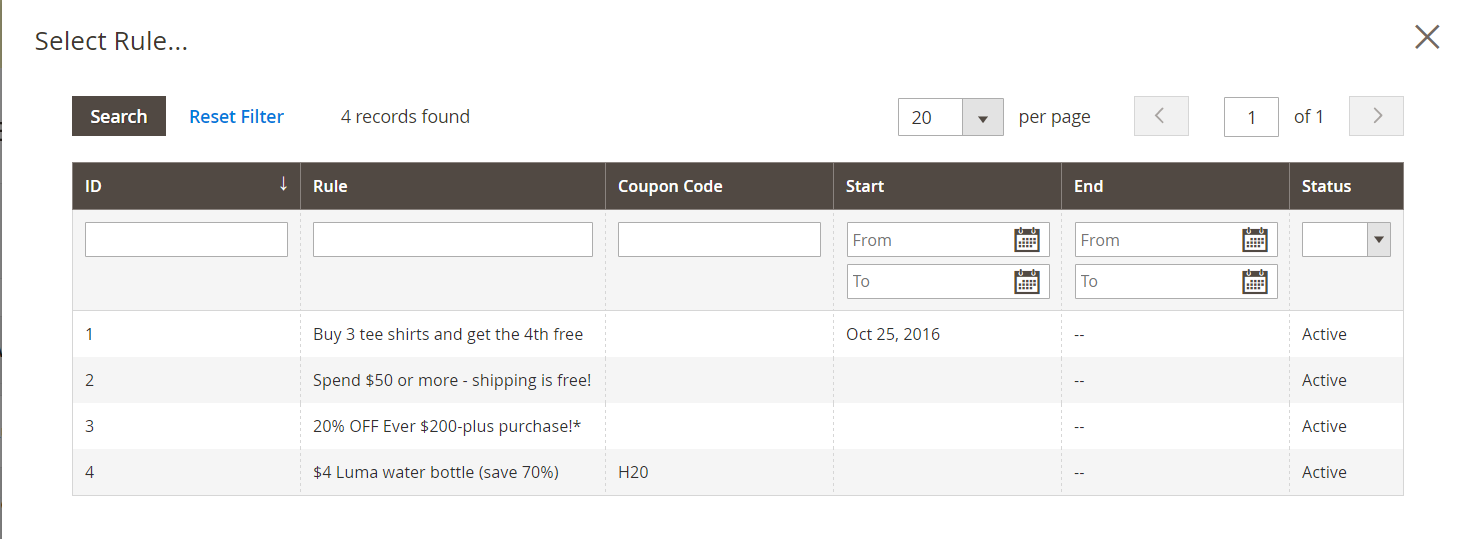 Select Rule...
Search Reset Filter 4 records found 20 per page 1 of 1
ID Rule Coupon Code Start End Status
From From
To To
1 Buy 3 tee shirts and get the 4th free Oct 25, 2016 -- Active
2 Spend $50 or more - shipping is free! -- Active
3 20% OFF Ever $200-plus purchase!* -- Active
4 $4 Luma water bottle (save 70%) H20 -- Active